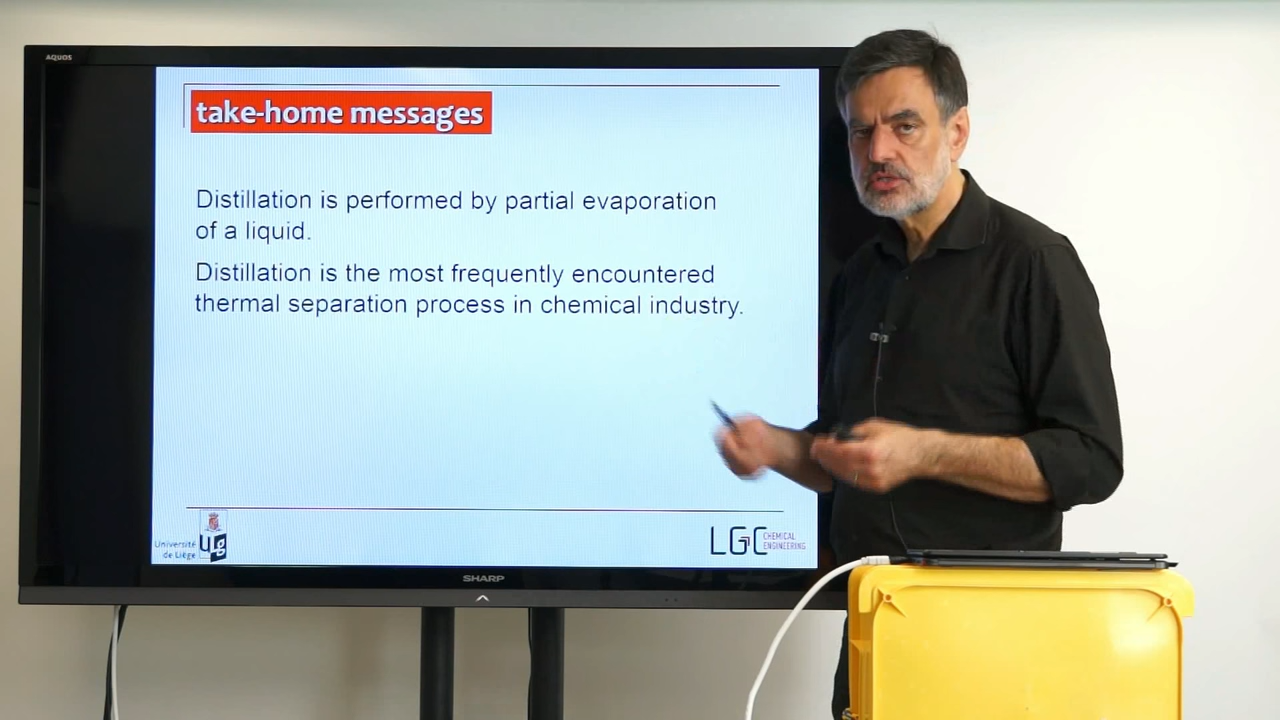 AQUOS
take-home messages
Distillation is performed by partial evaporation
of a liquid.
Distillation is the most frequently encountered
thermal separation process in chemical industry.
Université
de Liège
ULg
LGC
CHEMICAL
ENGINEERING
SHARP